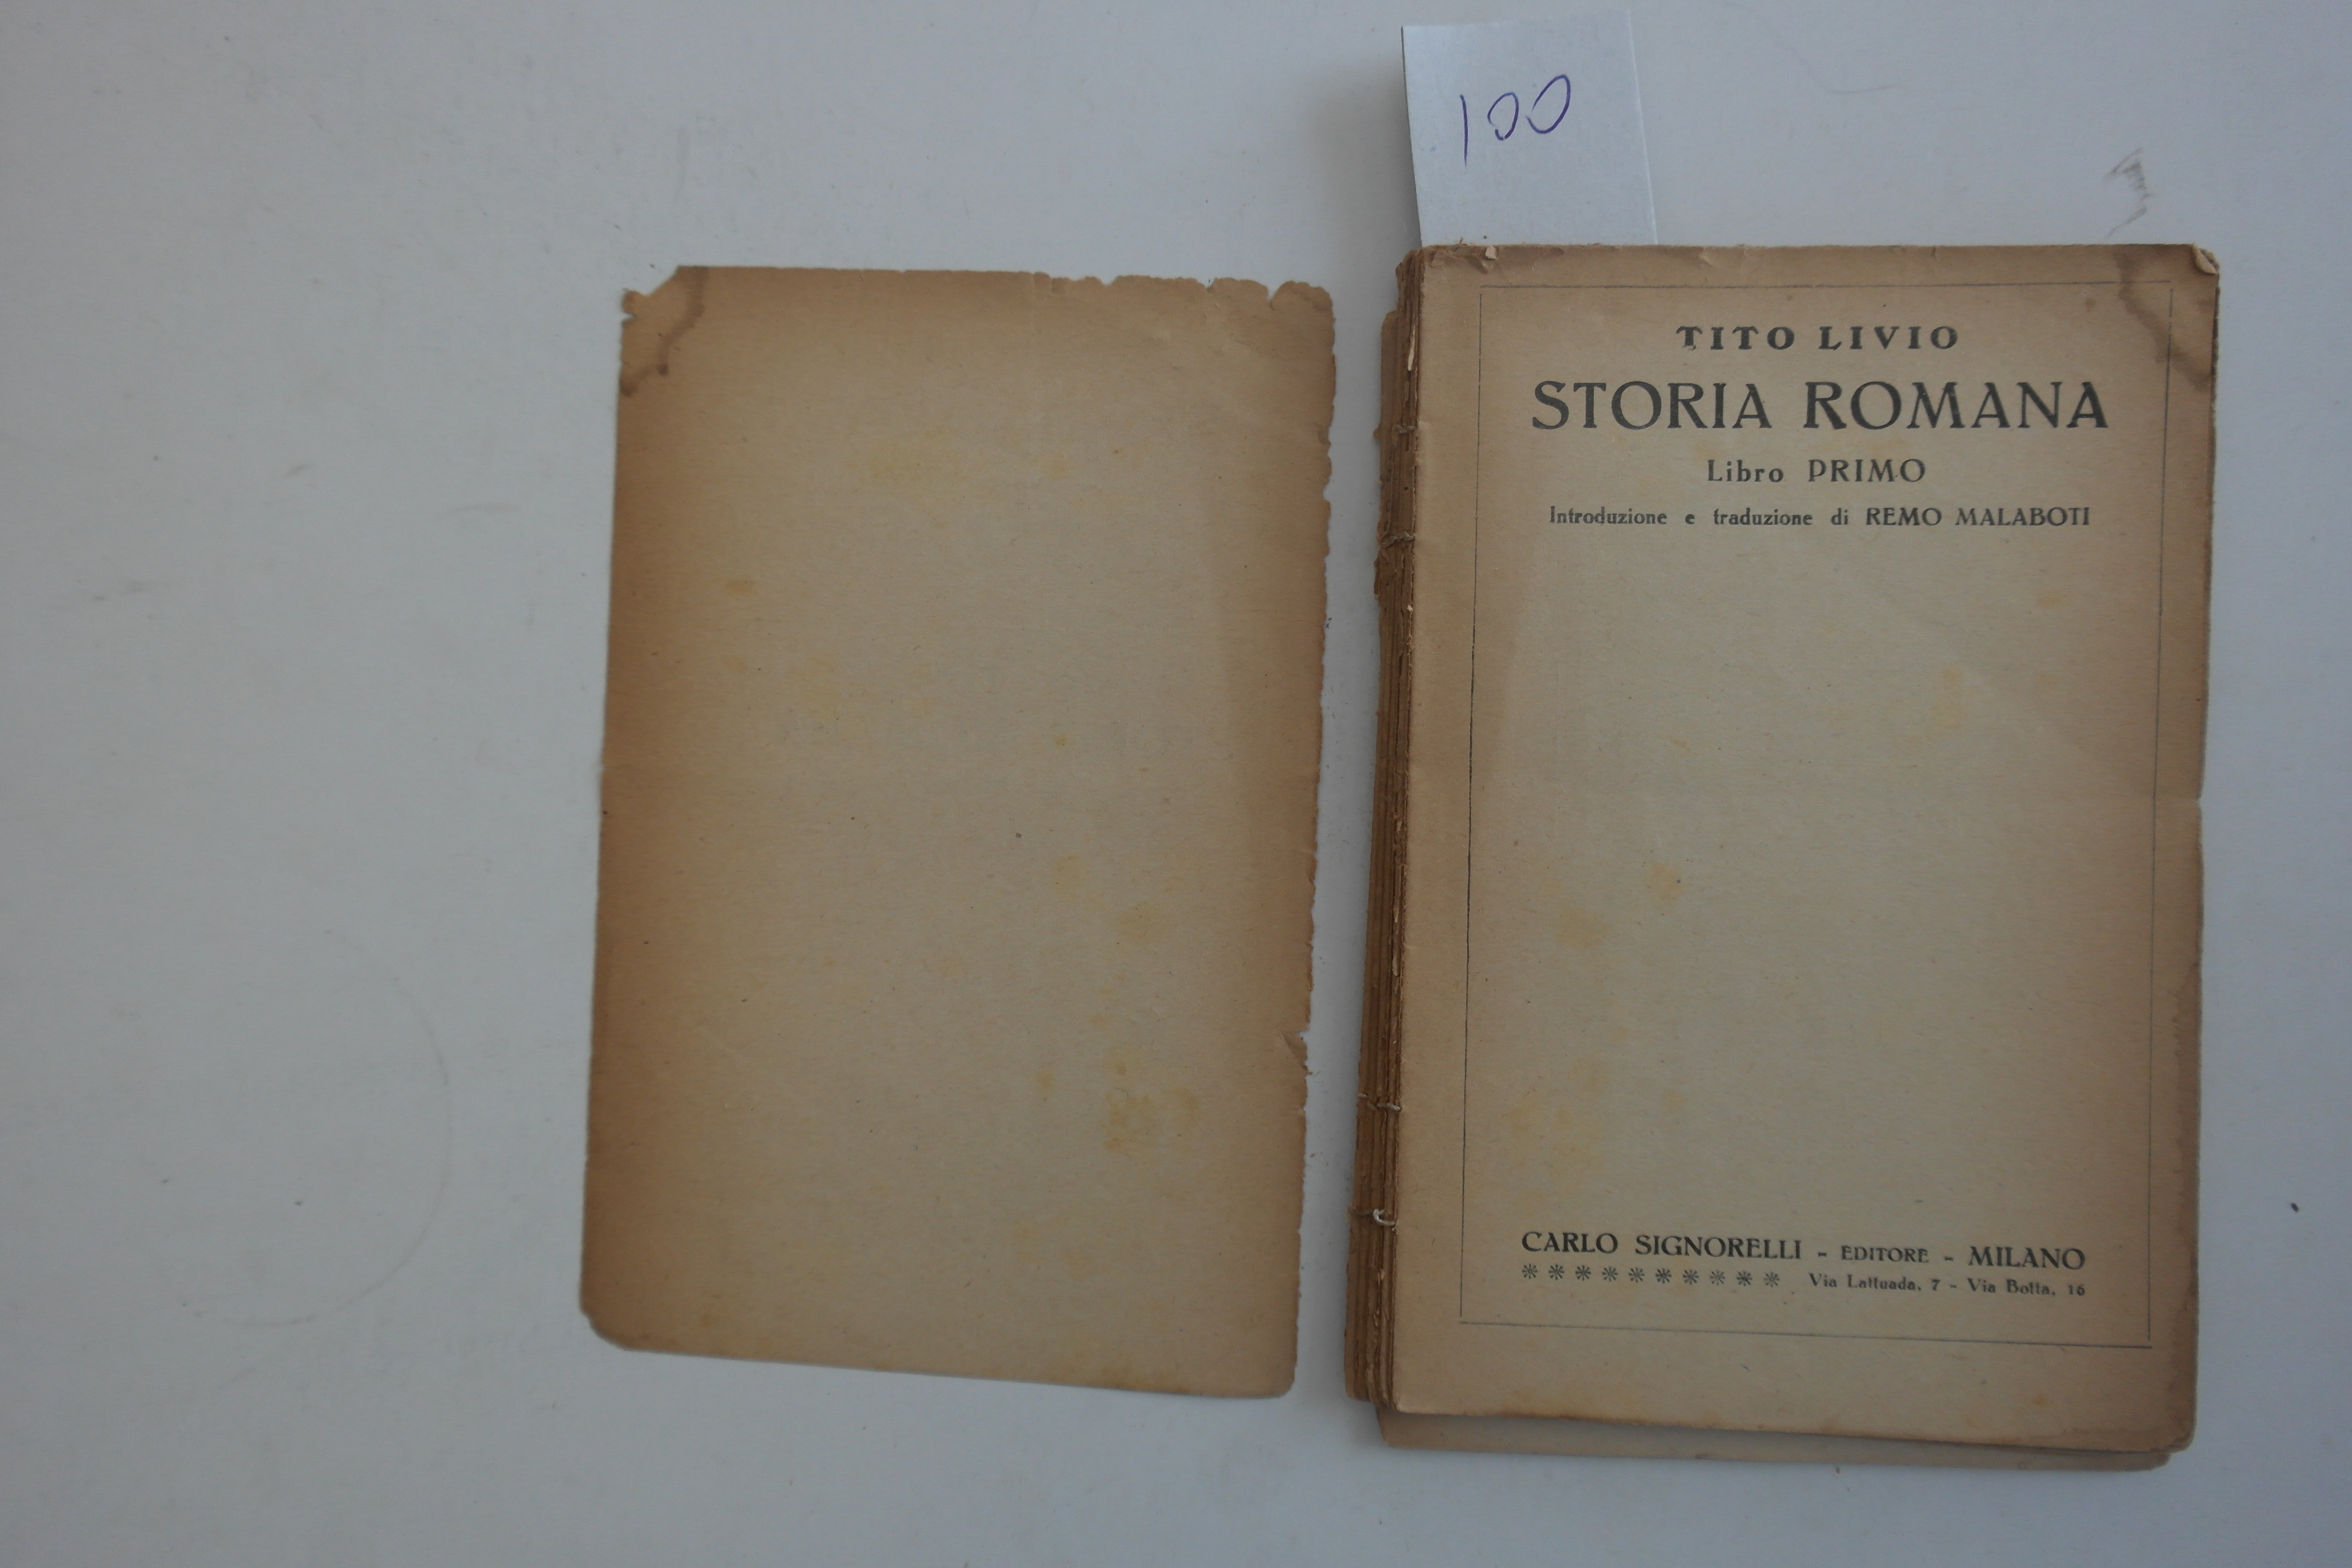 100
TITO LIVIO
STORIA ROMANA
Libro PRIMO
Introduzione e traduzione di REMO MALABOTI
CARLO SIGNORELLI - EDITORE - MILANO
Via Lattuada, 7 - Via Botta, 16